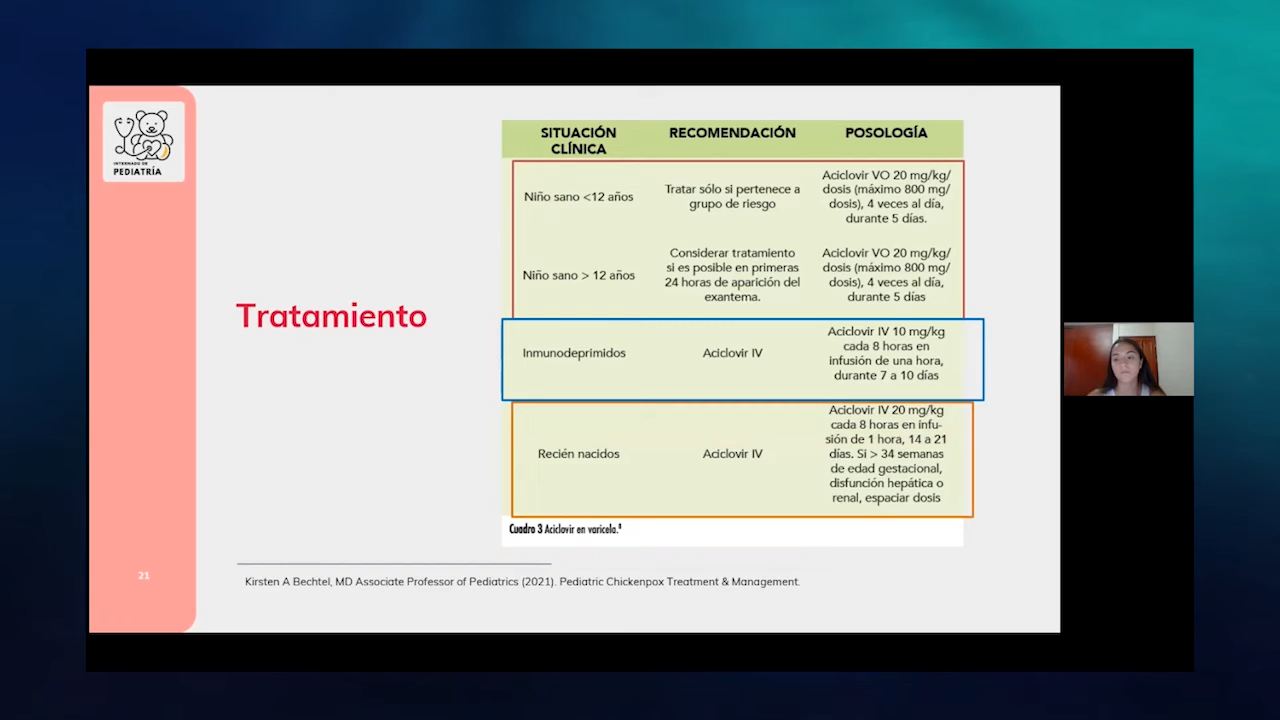 INTERNADO DE
PEDIATRÍA
Tratamiento
SITUACIÓN CLÍNICA
RECOMENDACIÓN
POSOLOGÍA
Niño sano <12 años
Tratar sólo si pertenece a
grupo de riesgo
Aciclovir VO 20 mg/kg/
dosis (máximo 800 mg/
dosis), 4 veces al día,
durante 5 días.
Niño sano > 12 años
Considerar tratamiento
si es posible en primeras
24 horas de aparición del
exantema.
Aciclovir VO 20 mg/kg/
dosis (máximo 800 mg/
dosis), 4 veces al día,
durante 5 días
Inmunodeprimidos
Aciclovir IV
Aciclovir IV 10 mg/kg
cada 8 horas en
infusión de una hora,
durante 7 a 10 días
Recién nacidos
Aciclovir IV
Aciclovir IV 20 mg/kg
cada 8 horas en infu-
sión de 1 hora, 14 a 21
días. Si > 34 semanas
de edad gestacional,
disfunción hepática o
renal, espaciar dosis
Cuadro 3 Aciclovir en varicela.⁸
21
Kirsten A Bechtel, MD Associate Professor of Pediatrics (2021). Pediatric Chickenpox Treatment & Management.